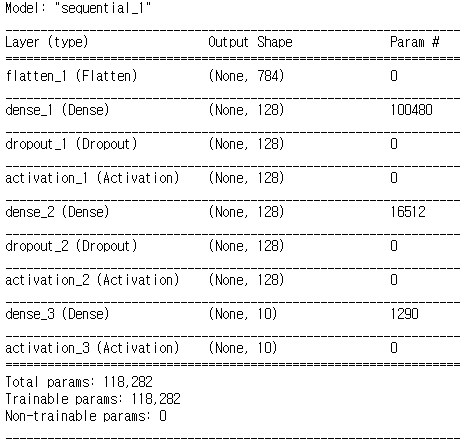 Model: "sequential_1"
Layer (type) Output Shape Param #
flatten_1 (Flatten) (None, 784) 0
dense_1 (Dense) (None, 128) 100480
dropout_1 (Dropout) (None, 128) 0
activation_1 (Activation) (None, 128) 0
dense_2 (Dense) (None, 128) 16512
dropout_2 (Dropout) (None, 128) 0
activation_2 (Activation) (None, 128) 0
dense_3 (Dense) (None, 10) 1290
activation_3 (Activation) (None, 10) 0
Total params: 118,282
Trainable params: 118,282
Non-trainable params: 0